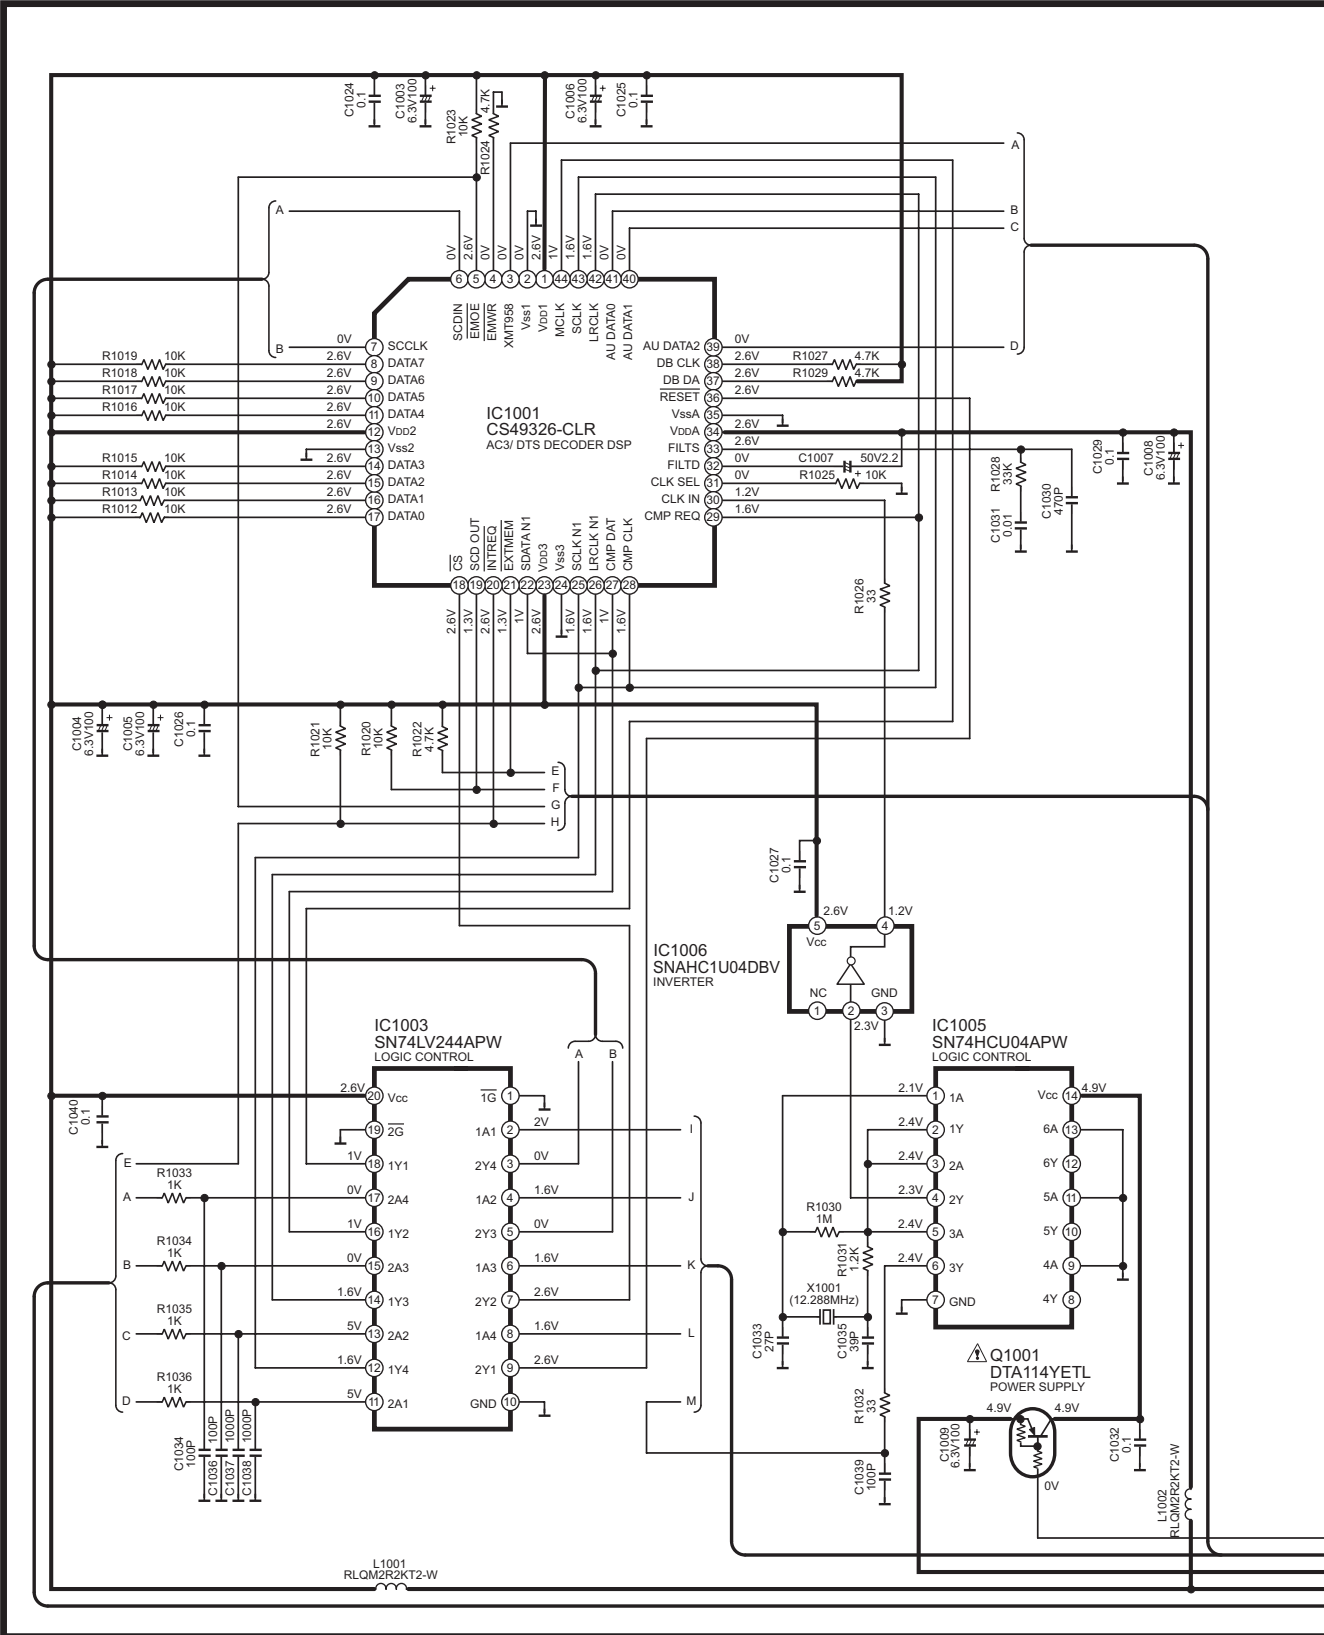 C1024
0.1
C1003
6.3V100
+
R1023
10K
4.7K
R1024
C1006
6.3V100
+
C1025
0.1
A
B
C
D
A
B
0V
2.6V
0V
0V
0V
2.6V
1V
1.6V
1.6V
0V
0V
6
5
4
3
2
1
44
43
42
41
40
SCDIN
EMOE
EMWR
XMT958
Vss1
VDD1
MCLK
SCLK
LRCLK
AU DATA0
AU DATA1
0V
7
SCCLK
R1019
10K
2.6V
8
DATA7
R1018
10K
2.6V
9
DATA6
R1017
10K
2.6V
10
DATA5
R1016
10K
2.6V
11
DATA4
2.6V
12
VDD2
13
Vss2
R1015
10K
2.6V
14
DATA3
R1014
10K
2.6V
15
DATA2
R1013
10K
2.6V
16
DATA1
R1012
10K
2.6V
17
DATA0
IC1001
CS49326-CLR
AC3/ DTS DECODER DSP
AU DATA2
39
0V
DB CLK
38
2.6V
R1027
4.7K
DB DA
37
2.6V
R1029
4.7K
RESET
36
2.6V
VssA
35
VDDA
34
2.6V
FILTS
33
2.6V
FILTD
32
0V
C1007
50V2.2
+
CLK SEL
31
0V
R1025
10K
CLK IN
30
1.2V
CMP REQ
29
1.6V
R1028
33K
C1031
0.01
C1030
470P
C1029
0.1
C1008
6.3V100
+
CS
SCD OUT
INTREQ
EXTMEM
SDATA N1
VDD3
Vss3
SCLK N1
LRCLK N1
CMP DAT
CMP CLK
18
19
20
21
22
23
24
25
26
27
28
2.6V
1.3V
2.6V
1.3V
1V
2.6V
1.6V
1.6V
1V
1.6V
R1026
33
C1004
6.3V100
+
C1005
6.3V100
+
C1026
0.1
R1021
10K
R1020
10K
R1022
4.7K
E
F
G
H
C1027
0.1
2.6V
1.2V
5
4
Vcc
IC1006
SNAHC1U04DBV
INVERTER
NC
GND
1
2
3
2.3V
IC1003
SN74LV244APW
LOGIC CONTROL
A
B
IC1005
SN74HCU04APW
LOGIC CONTROL
C1040
0.1
2.6V
20
Vcc
1G
1
19
2G
1A1
2
2V
I
1V
18
1Y1
2Y4
3
0V
0V
17
2A4
1A2
4
1.6V
J
1V
16
1Y2
2Y3
5
0V
0V
15
2A3
1A3
6
1.6V
K
1.6V
14
1Y3
2Y2
7
2.6V
5V
13
2A2
1A4
8
1.6V
L
1.6V
12
1Y4
2Y1
9
2.6V
5V
11
2A1
GND
10
M
E
A
R1033
1K
B
R1034
1K
C
R1035
1K
D
R1036
1K
C1034
100P
C1036
100P
C1037
1000P
C1038
1000P
2.1V
1
1A
Vcc
14
4.9V
2.4V
2
1Y
6A
13
2.4V
3
2A
6Y
12
2.3V
4
2Y
5A
11
2.4V
5
3A
5Y
10
2.4V
6
3Y
4A
9
7
GND
4Y
8
R1030
1M
R1031
1.2K
X1001
(12.288MHz)
C1033
27P
C1035
39P
R1032
33
C1039
100P
Q1001
DTA114YETL
POWER SUPPLY
4.9V
4.9V
0V
C1009
6.3V100
+
C1032
0.1
L1002
RLQM2R2KT2-W
L1001
RLQM2R2KT2-W